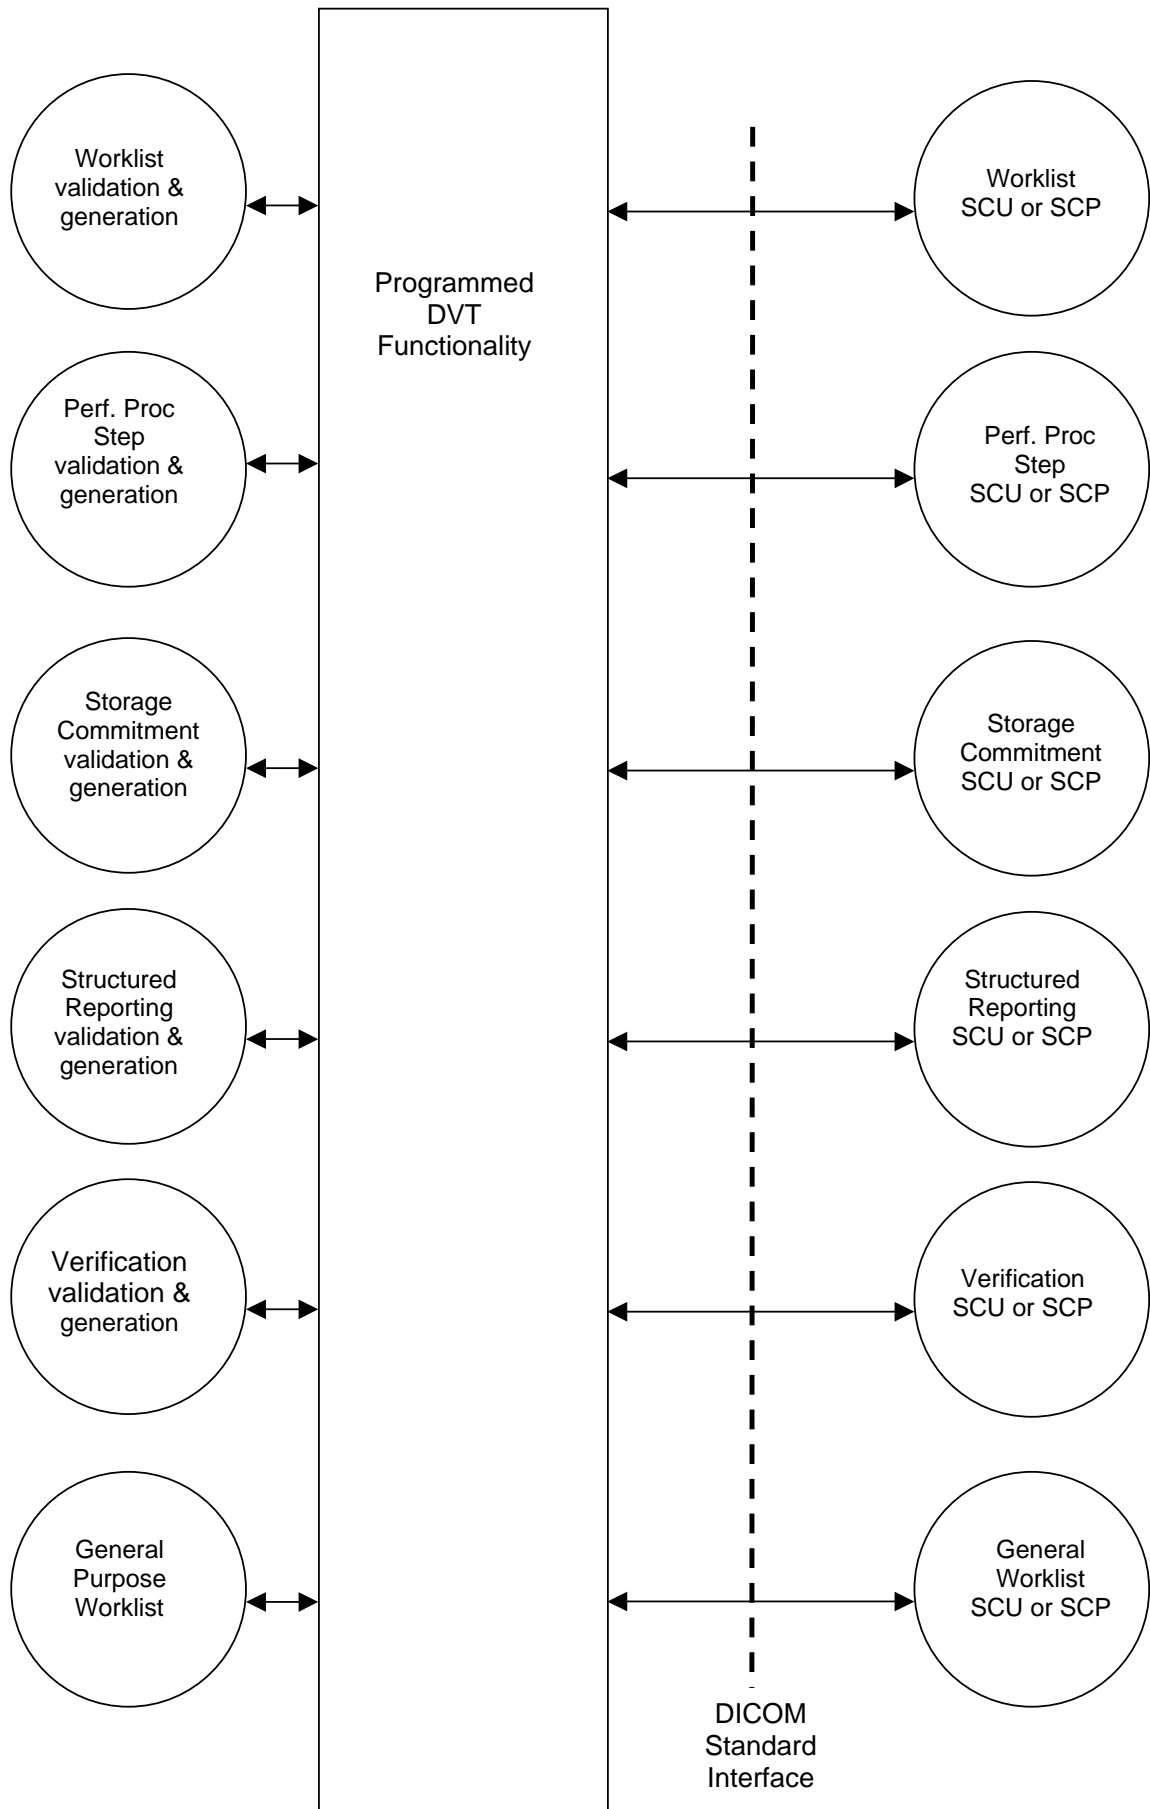 Worklist
validation &
generation
Programmed
DVT
Functionality
Worklist
SCU or SCP
Perf. Proc
Step
validation &
generation
Perf. Proc
Step
SCU or SCP
Storage
Commitment
validation &
generation
Storage
Commitment
SCU or SCP
Structured
Reporting
validation &
generation
Structured
Reporting
SCU or SCP
Verification
validation &
generation
Verification
SCU or SCP
General
Purpose
Worklist
General
Worklist
SCU or SCP
DICOM
Standard
Interface